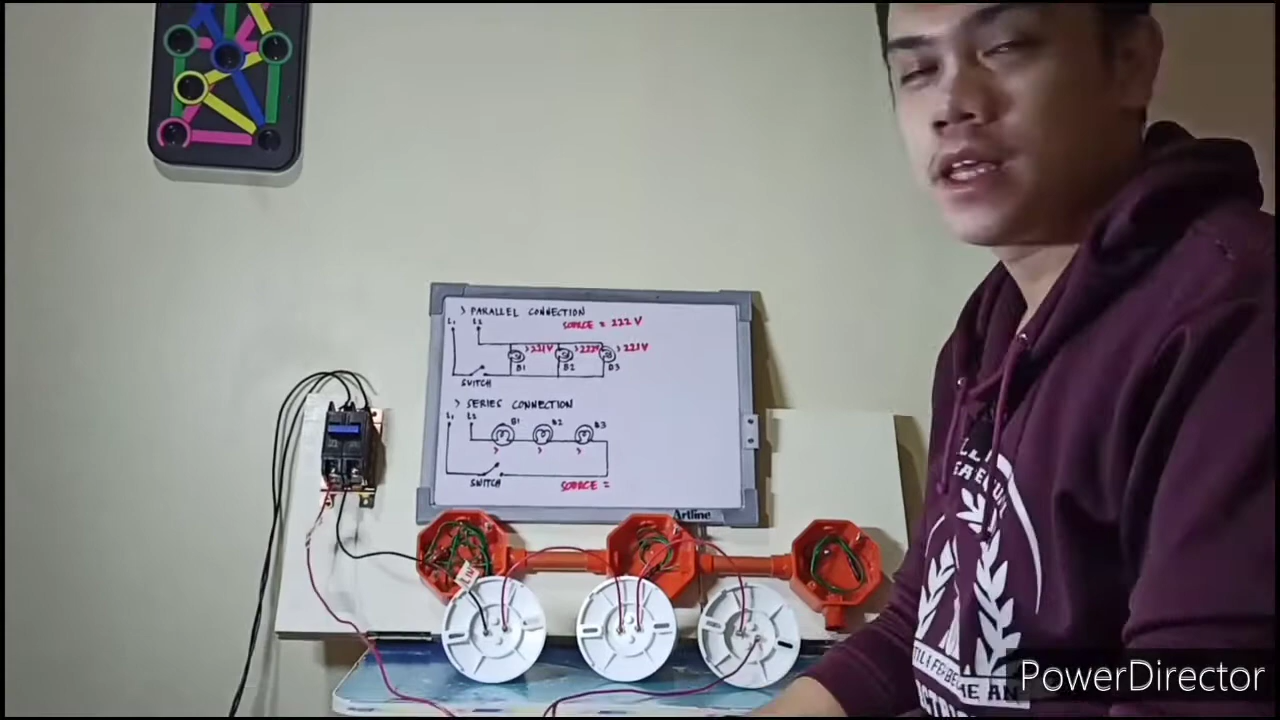 > PARALLEL CONNECTION
SOURCE = 222 V
L1 L2
>221V >222V >221V
B1 B2 B3
SWITCH
> SERIES CONNECTION
L1 L2
B1 B2 B3
SWITCH
SOURCE =
Artline
PowerDirector